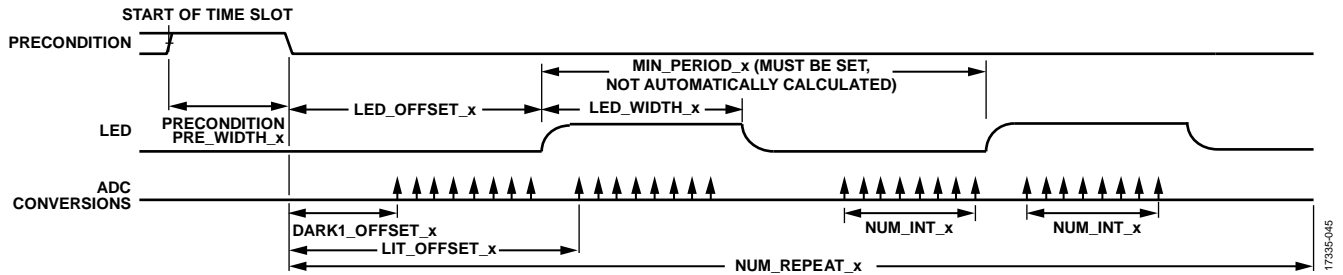 START OF TIME SLOT
PRECONDITION
MIN_PERIOD_x (MUST BE SET,
NOT AUTOMATICALLY CALCULATED)
LED_OFFSET_x
LED_WIDTH_x
PRECONDITION
PRE_WIDTH_x
LED
ADC
CONVERSIONS
DARK1_OFFSET_x
LIT_OFFSET_x
NUM_INT_x
NUM_INT_x
NUM_REPEAT_x
17335-045